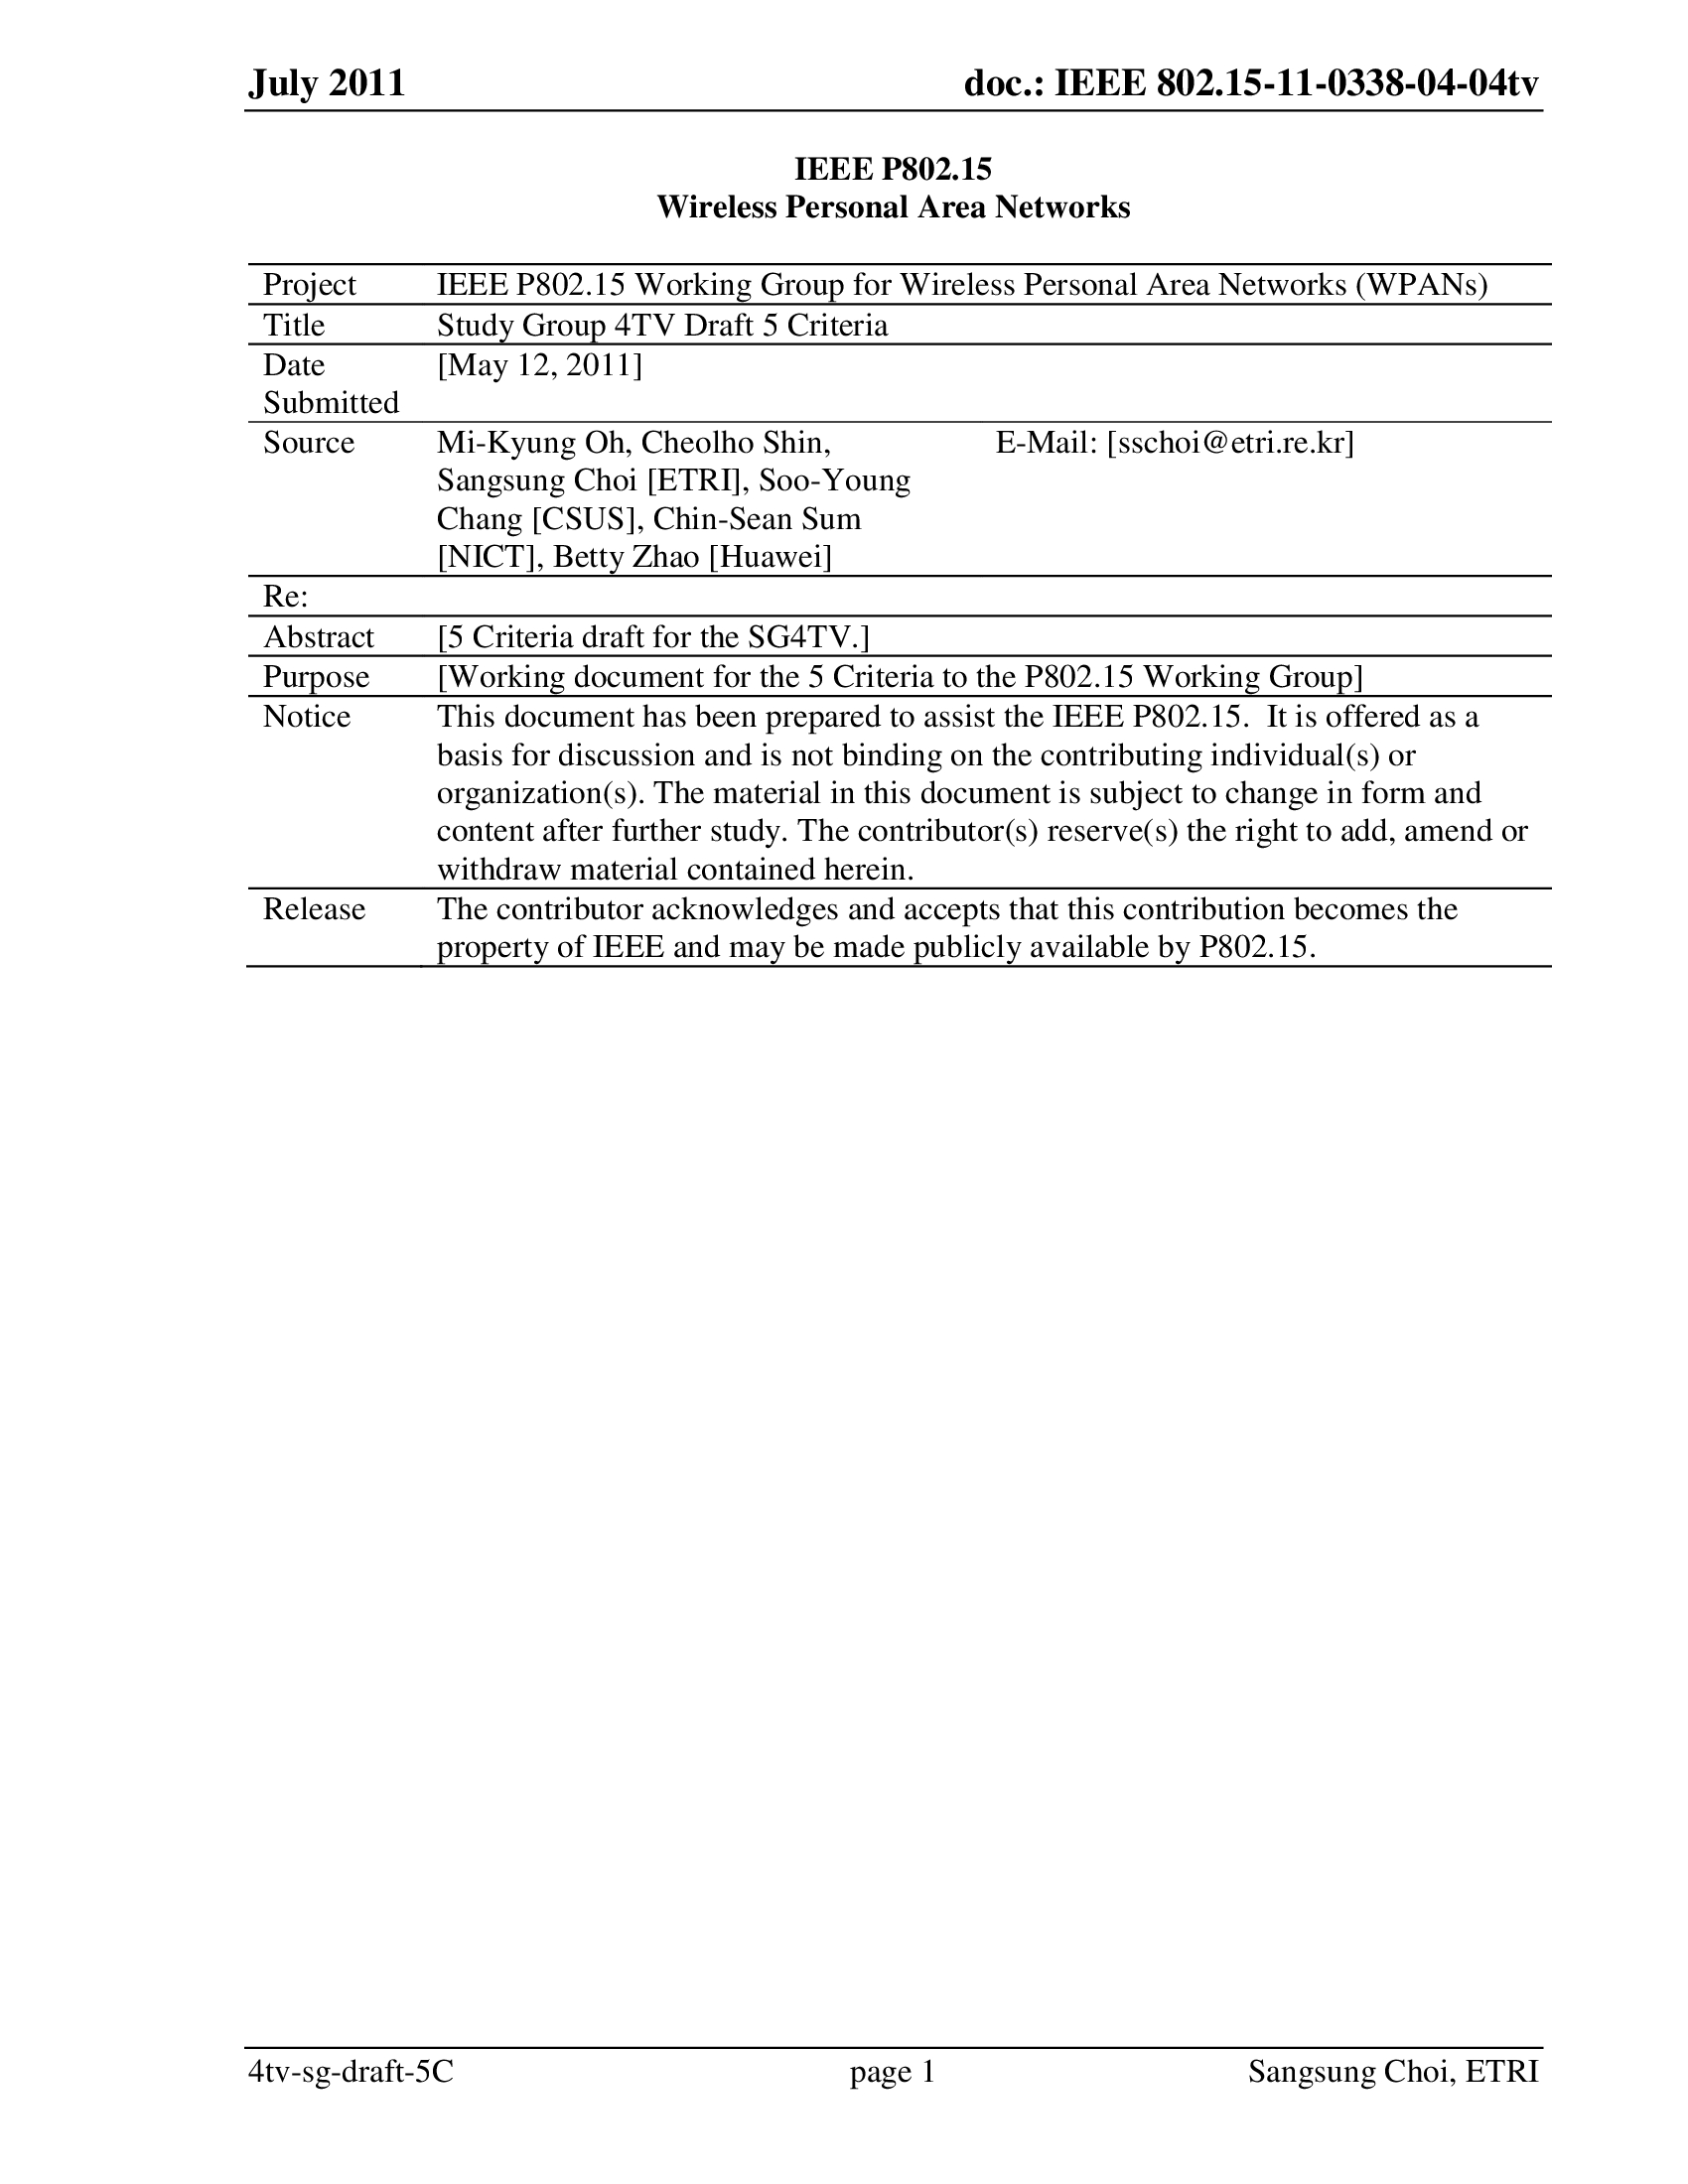 July 2011 doc.: IEEE 802.15-11-0338-04-04tv
IEEE P802.15
Wireless Personal Area Networks
Project IEEE P802.15 Working Group for Wireless Personal Area Networks (WPANs)
Title Study Group 4TV Draft 5 Criteria
Date Submitted [May 12, 2011]
Source Mi-Kyung Oh, Cheolho Shin, E-Mail: [sschoi@etri.re.kr]
Sangsung Choi [ETRI], Soo-Young
Chang [CSUS], Chin-Sean Sum
[NICT], Betty Zhao [Huawei]
Re:
Abstract [5 Criteria draft for the SG4TV.]
Purpose [Working document for the 5 Criteria to the P802.15 Working Group]
Notice This document has been prepared to assist the IEEE P802.15.  It is offered as a
basis for discussion and is not binding on the contributing individual(s) or
organization(s). The material in this document is subject to change in form and
content after further study. The contributor(s) reserve(s) the right to add, amend or
withdraw material contained herein.
Release The contributor acknowledges and accepts that this contribution becomes the
property of IEEE and may be made publicly available by P802.15.
4tv-sg-draft-5C page 1 Sangsung Choi, ETRI